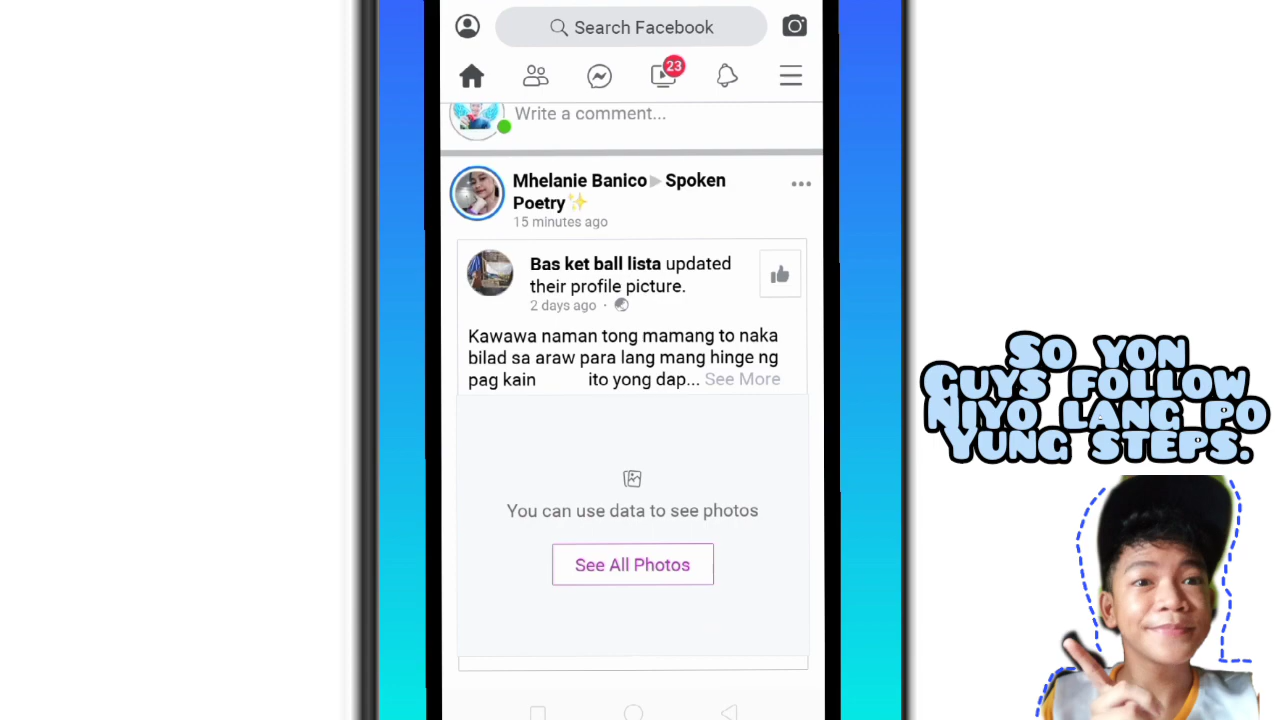 Search Facebook
23
Write a comment...
Mhelanie Banico▶Spoken
Poetry✨
15 minutes ago
Bas ket ball lista updated
their profile picture.
2 days ago ·
Kawawa naman tong mamang to naka
bilad sa araw para lang mang hinge ng
pag kain ito yong dap... See More
You can use data to see photos
See All Photos
So yon
Guys follow
Niyo lang po
Yung steps.